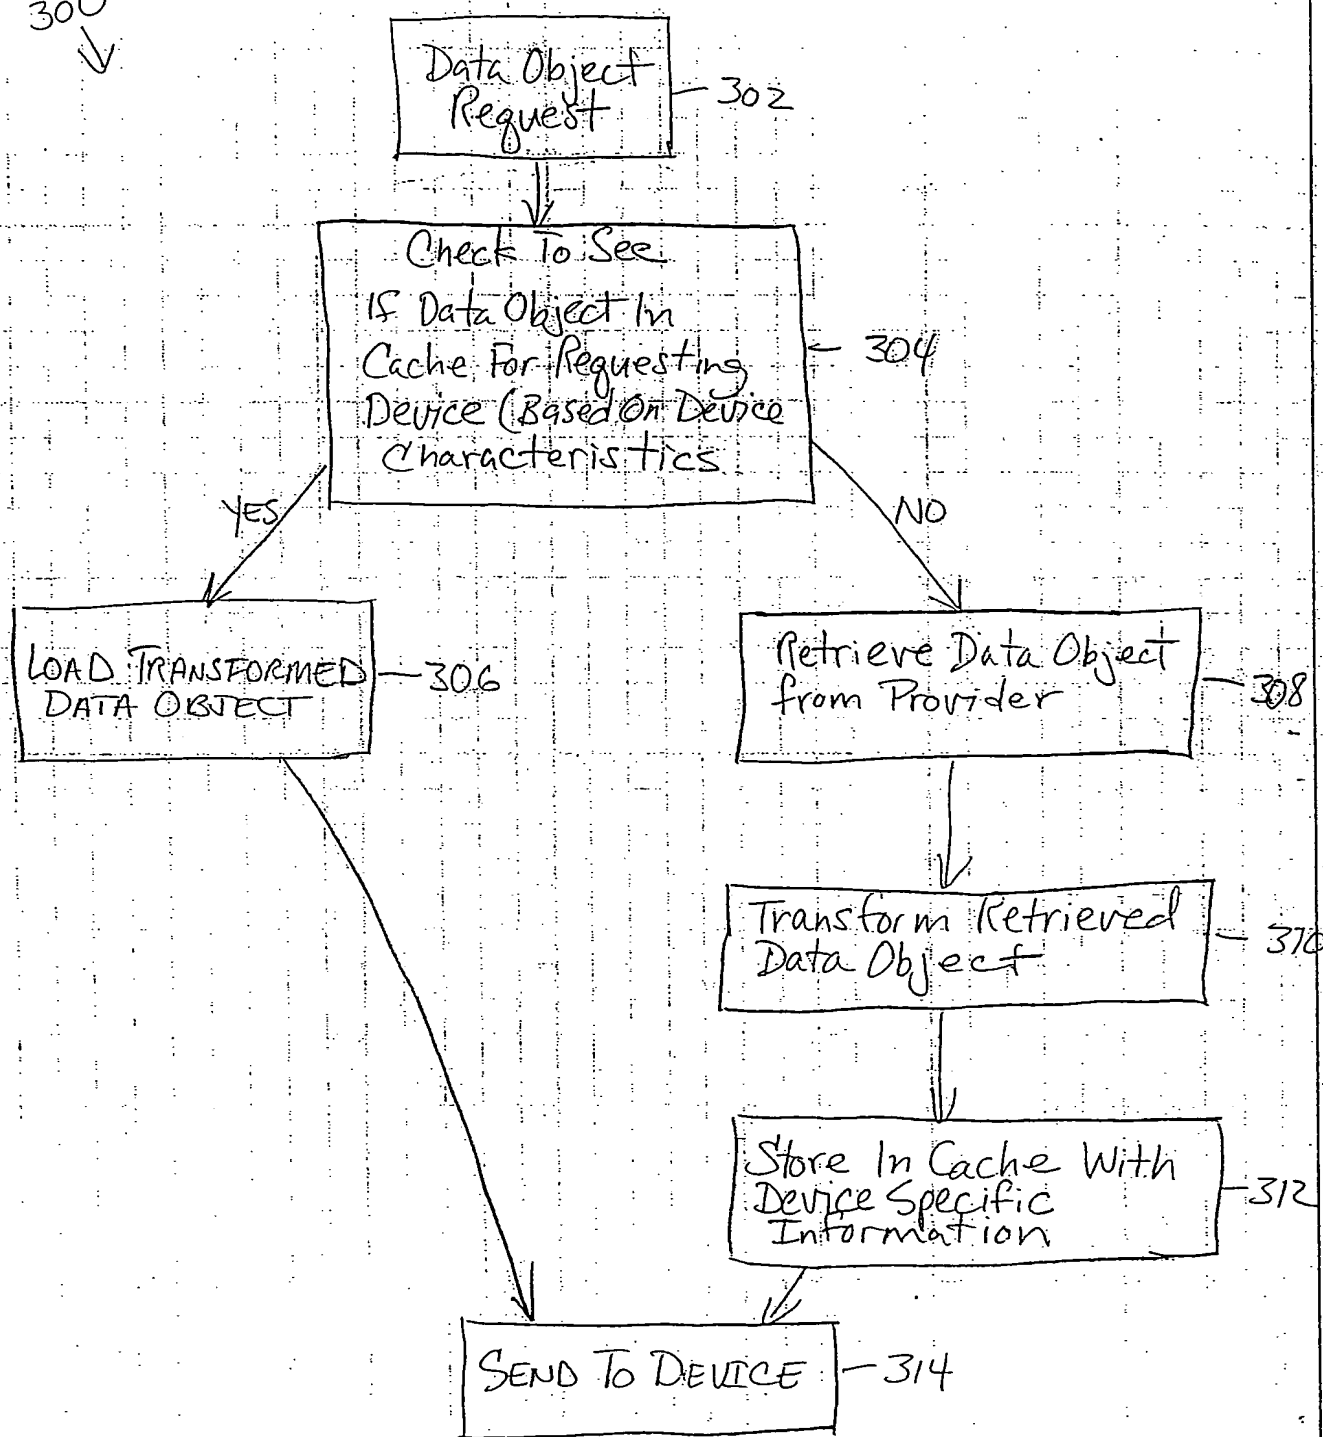 300
Data Object
Request
302
Check To See
If Data Object In
Cache For Requesting
Device (Based On Device
Characteristics
304
YES
NO
LOAD TRANSFORMED
DATA OBJECT
306
Retrieve Data Object
from Provider
308
Transform Retrieved
Data Object
310
Store In Cache With
Device Specific
Information
312
SEND TO DEVICE
314